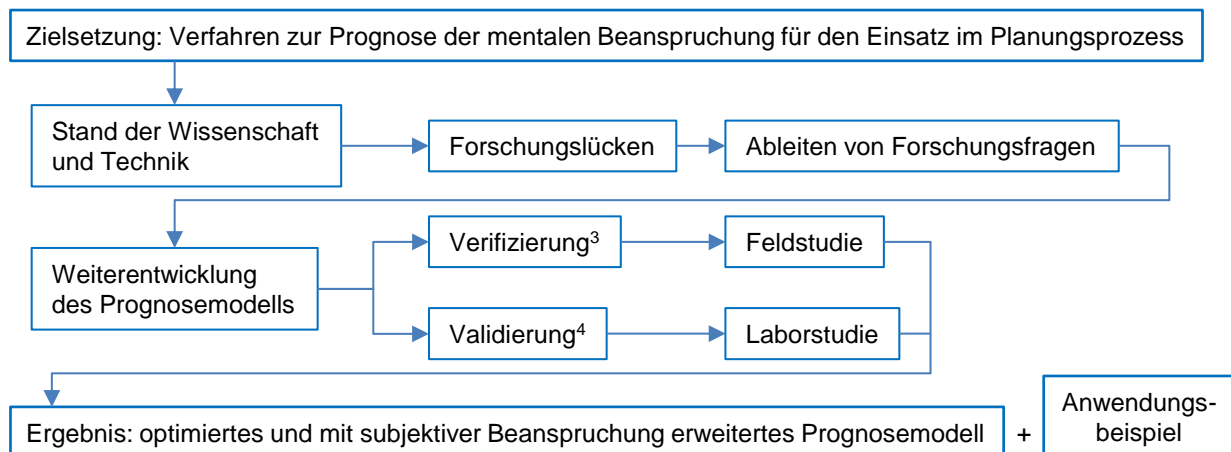 Zielsetzung: Verfahren zur Prognose der mentalen Beanspruchung für den Einsatz im Planungsprozess
Stand der Wissenschaft
und Technik
Forschungslücken
Ableiten von Forschungsfragen
Weiterentwicklung
des Prognosemodells
Verifizierung³
Feldstudie
Validierung⁴
Laborstudie
Ergebnis: optimiertes und mit subjektiver Beanspruchung erweitertes Prognosemodell
+
Anwendungs-
beispiel